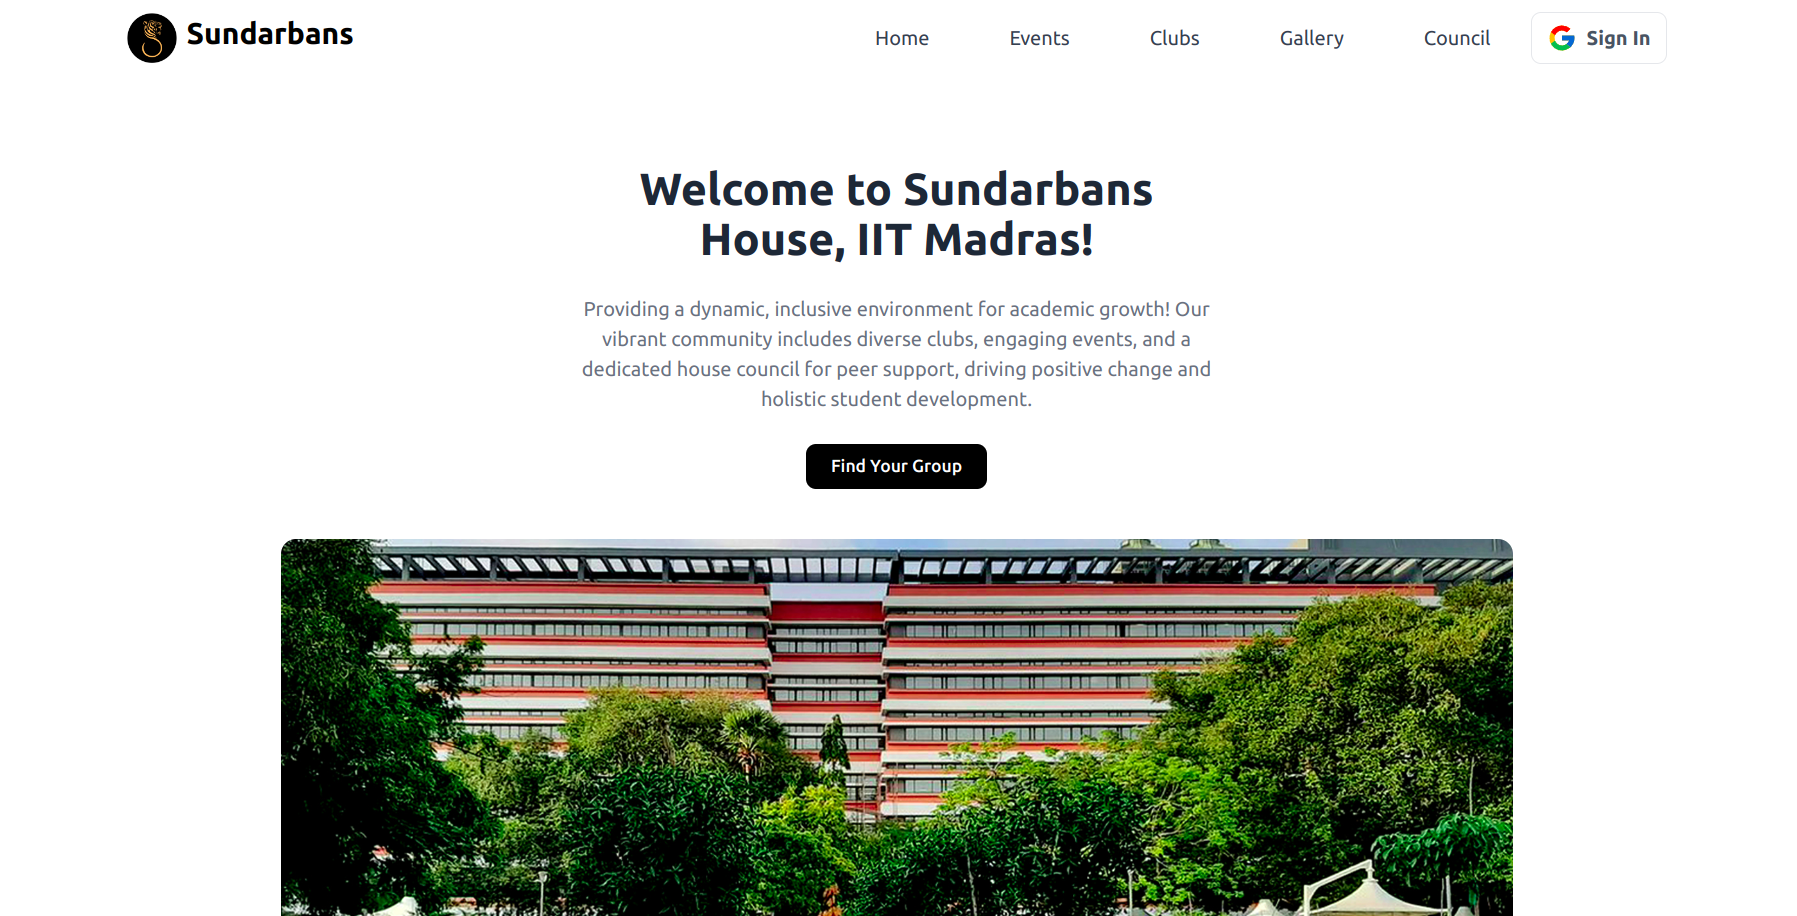 Sundarbans
Home
Events
Clubs
Gallery
Council
Sign In
Welcome to Sundarbans
House, IIT Madras!
Providing a dynamic, inclusive environment for academic growth! Our
vibrant community includes diverse clubs, engaging events, and a
dedicated house council for peer support, driving positive change and
holistic student development.
Find Your Group